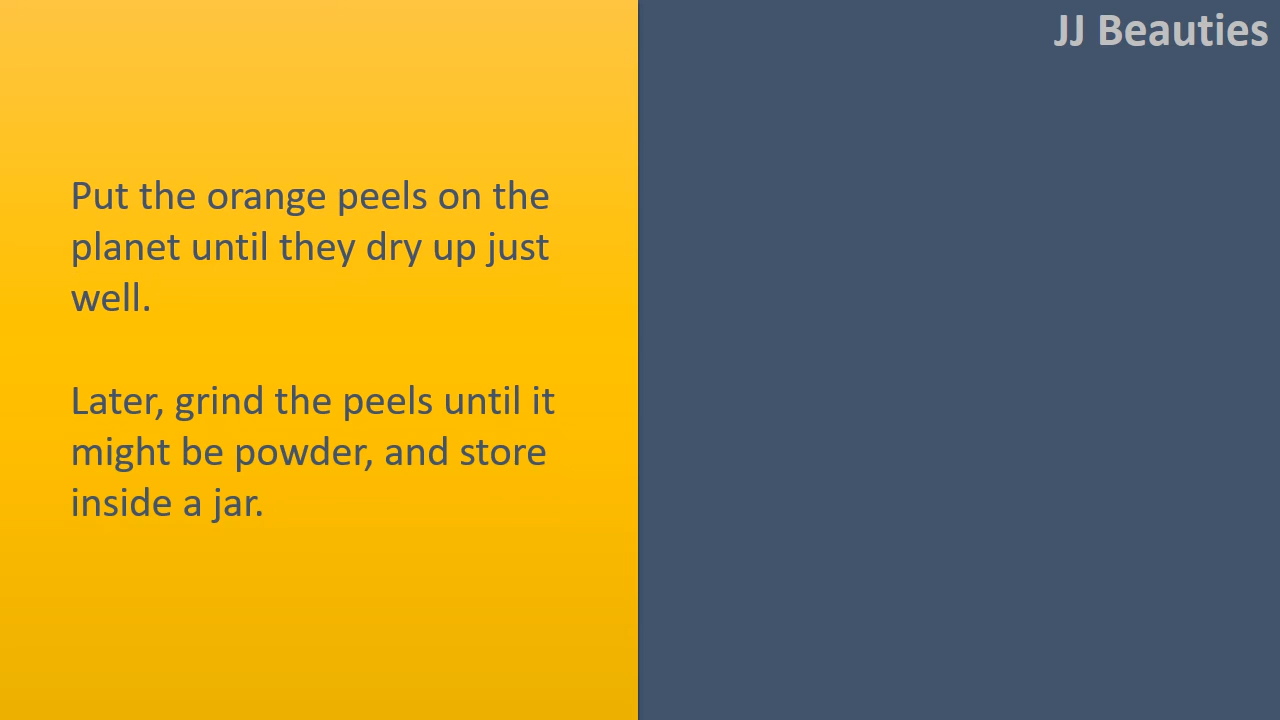 JJ Beauties
Put the orange peels on the
planet until they dry up just
well.
Later, grind the peels until it
might be powder, and store
inside a jar.